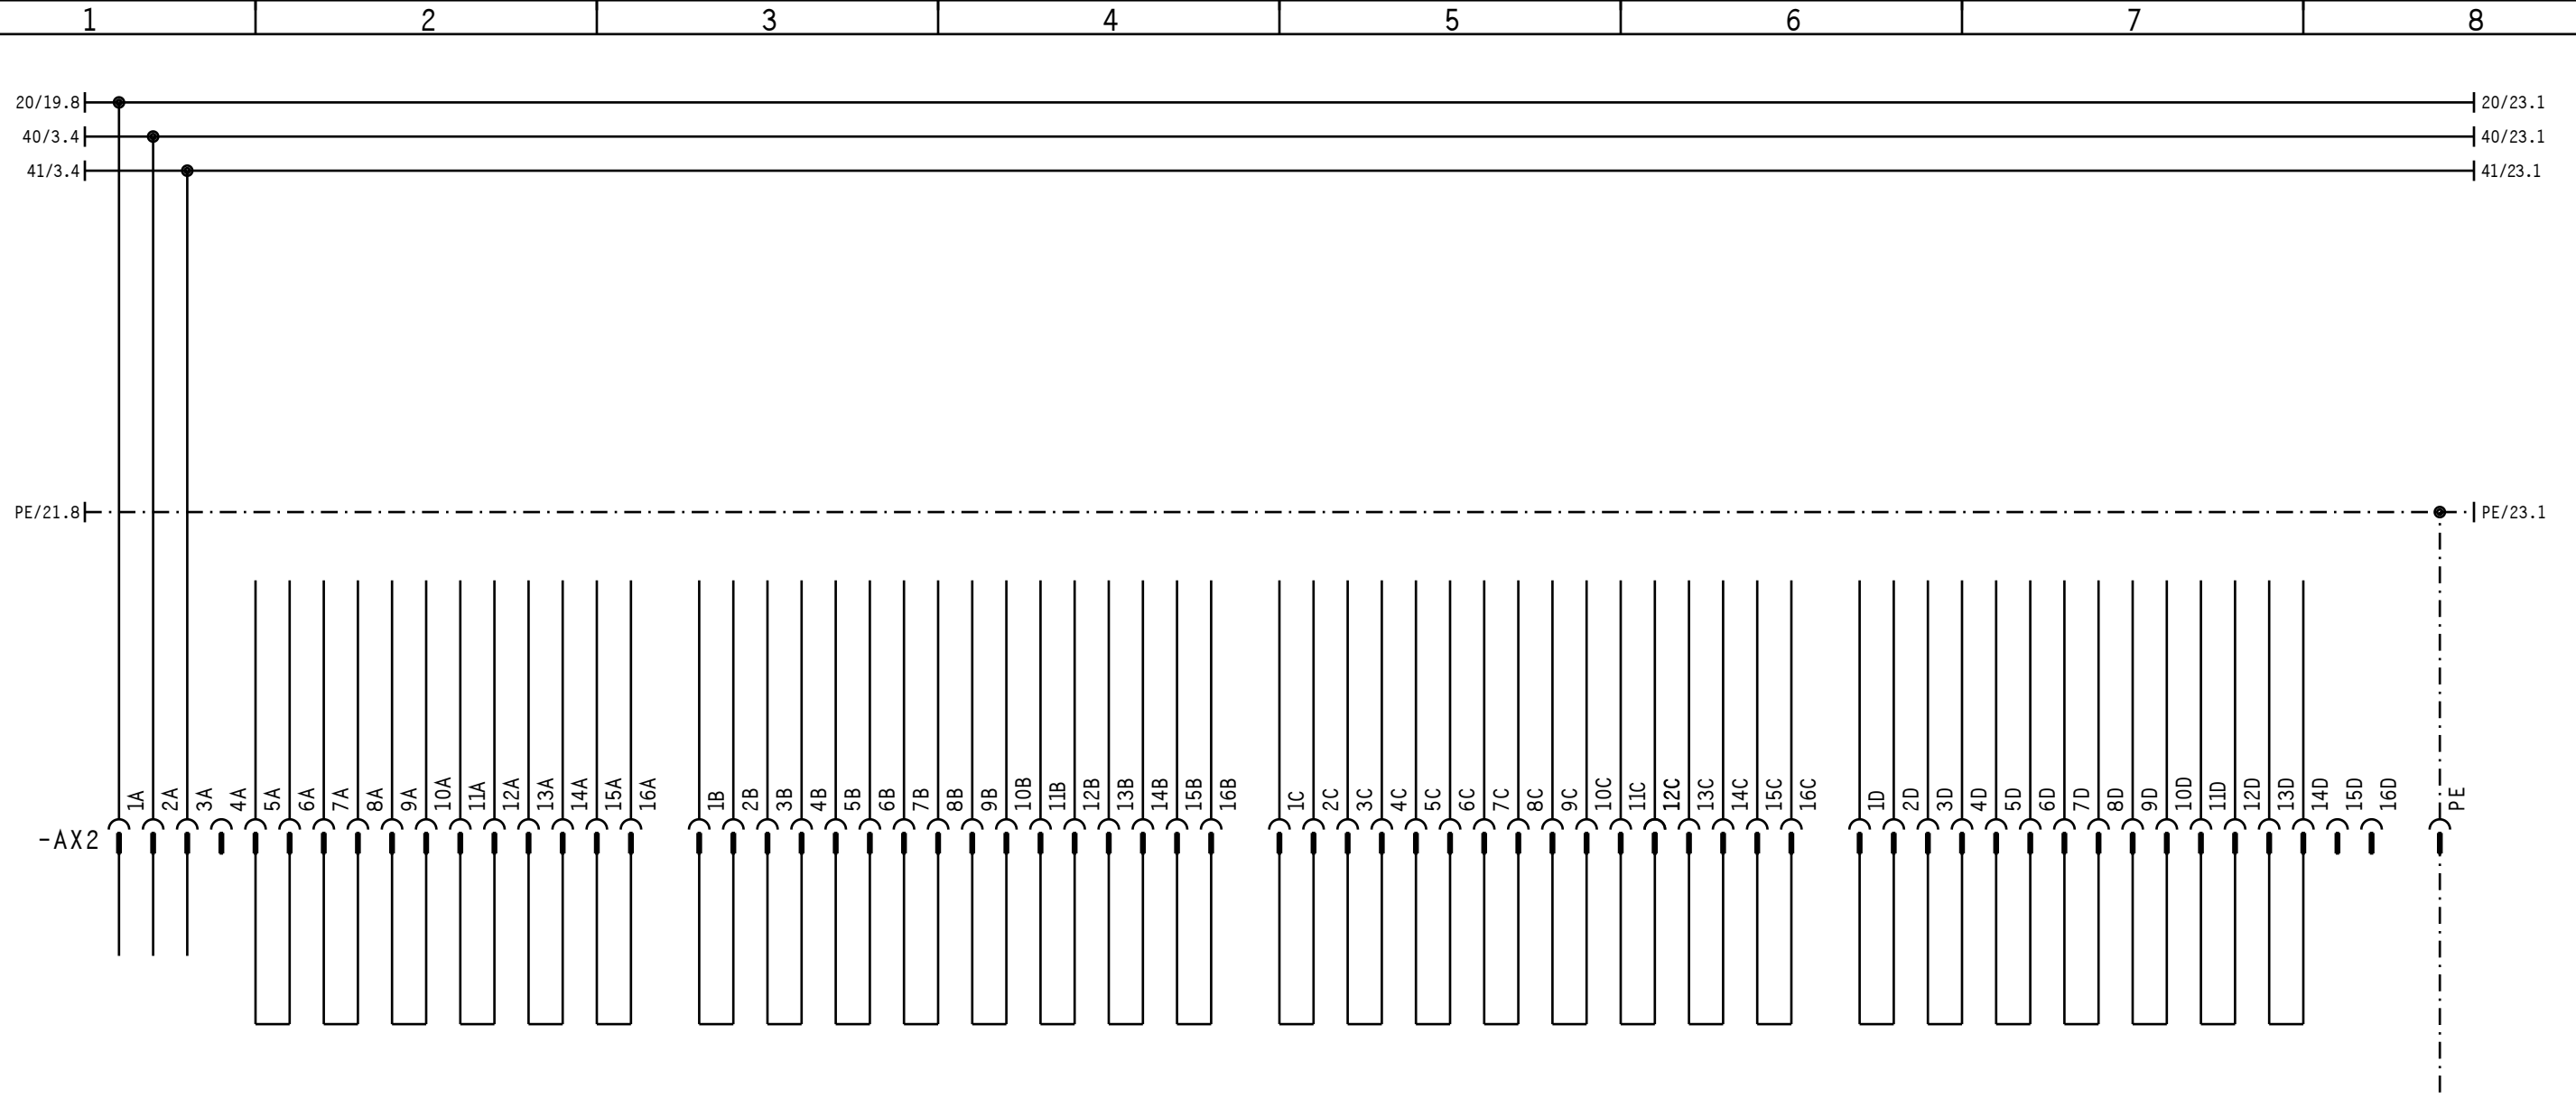 1 2 3 4 5 6 7 8
20/19.8 20/23.1
40/3.4 40/23.1
41/3.4 41/23.1
PE/21.8 PE/23.1
1A 2A 3A 4A 5A 6A 7A 8A 9A 10A 11A 12A 13A 14A 15A 16A 1B 2B 3B 4B 5B 6B 7B 8B 9B 10B 11B 12B 13B 14B 15B 16B 1C 2C 3C 4C 5C 6C 7C 8C 9C 10C 11C 12C 13C 14C 15C 16C 1D 2D 3D 4D 5D 6D 7D 8D 9D 10D 11D 12D 13D 14D 15D 16D PE
-AX2